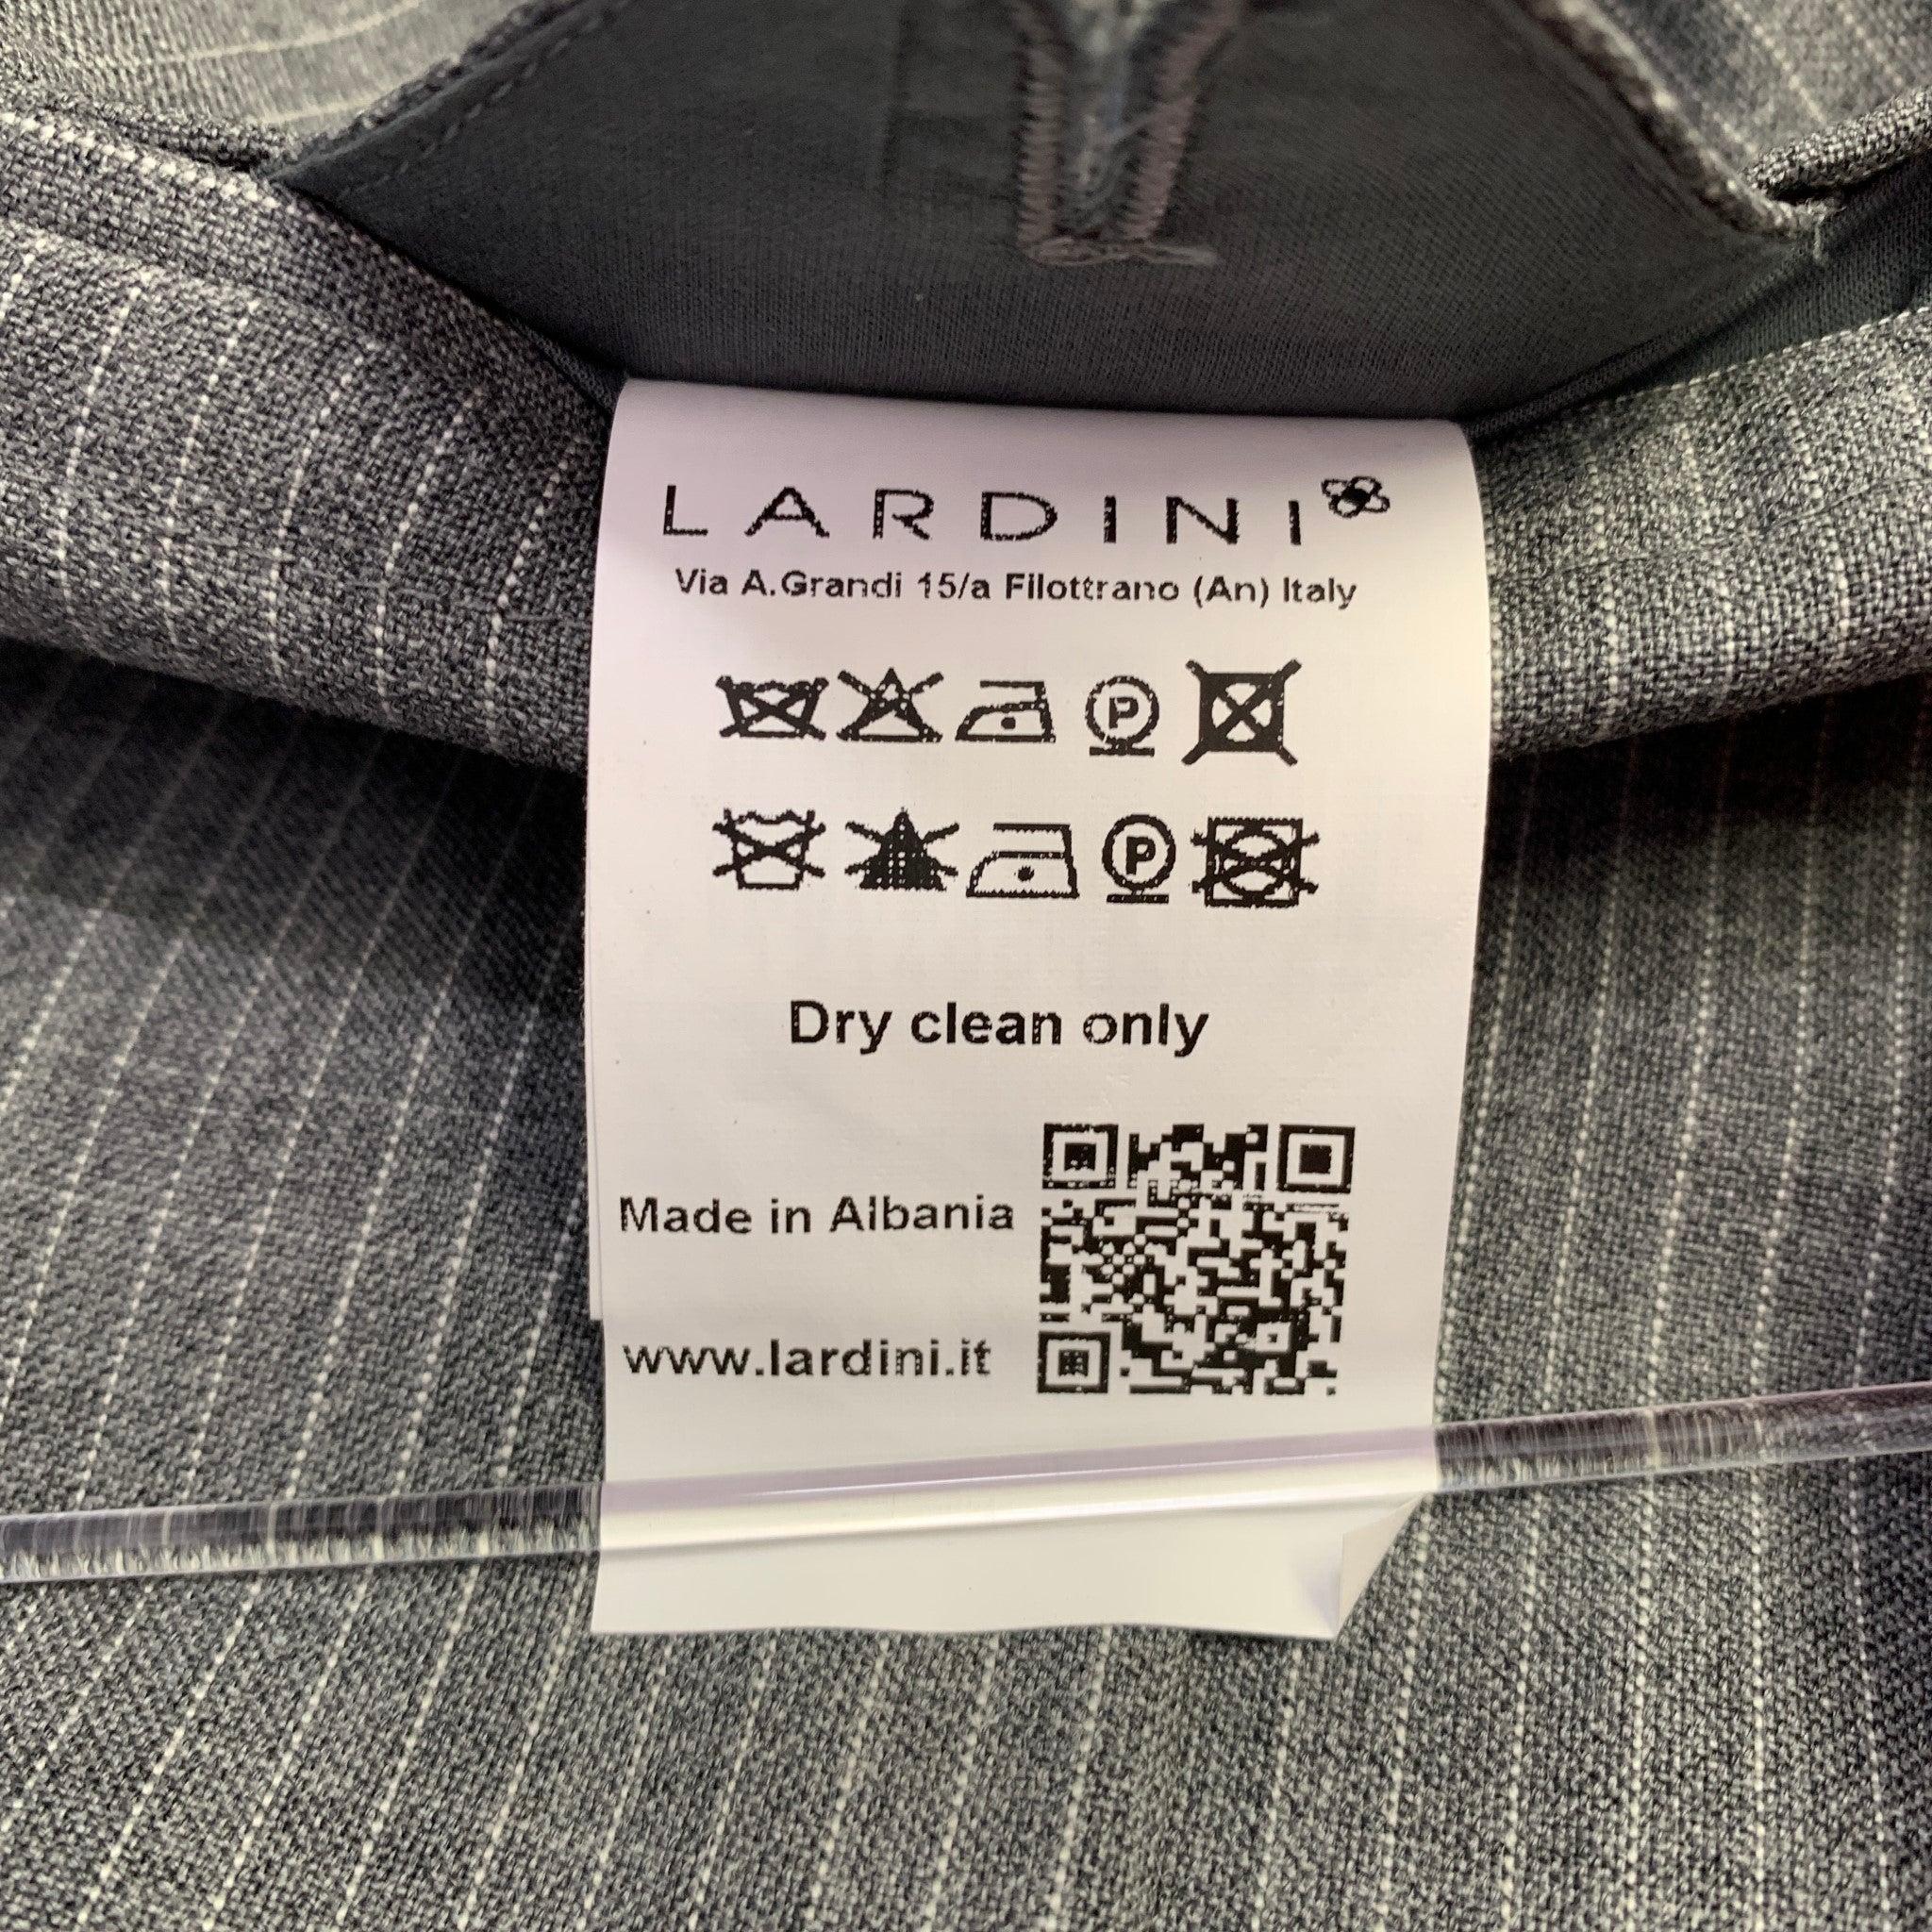 LARDINI
Via A.Grandi 15/a Filottrano (An) Italy
P
P
Dry clean only
Made in Albania
www.lardini.it